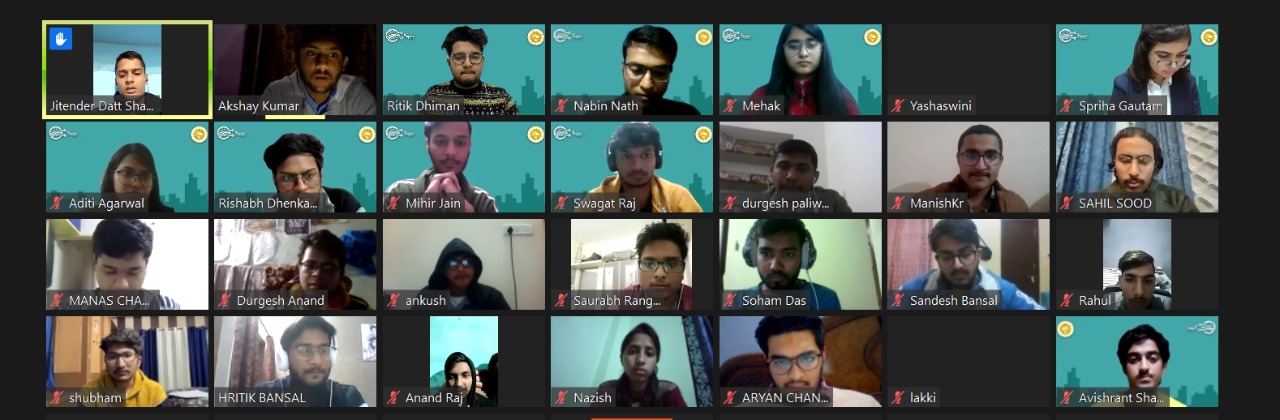 Jitender Datt Sha...
Akshay Kumar
Ritik Dhiman
Nabin Nath
Mehak
Yashaswini
Spriha Gautam
Aditi Agarwal
Rishabh Dhenka...
Mihir Jain
Swagat Raj
durgesh paliw...
ManishKr
SAHIL SOOD
MANAS CHA...
Durgesh Anand
ankush
Saurabh Rang...
Soham Das
Sandesh Bansal
Rahul
shubham
HRITIK BANSAL
Anand Raj
Nazish
ARYAN CHAN...
lakki
Avishrant Sha...